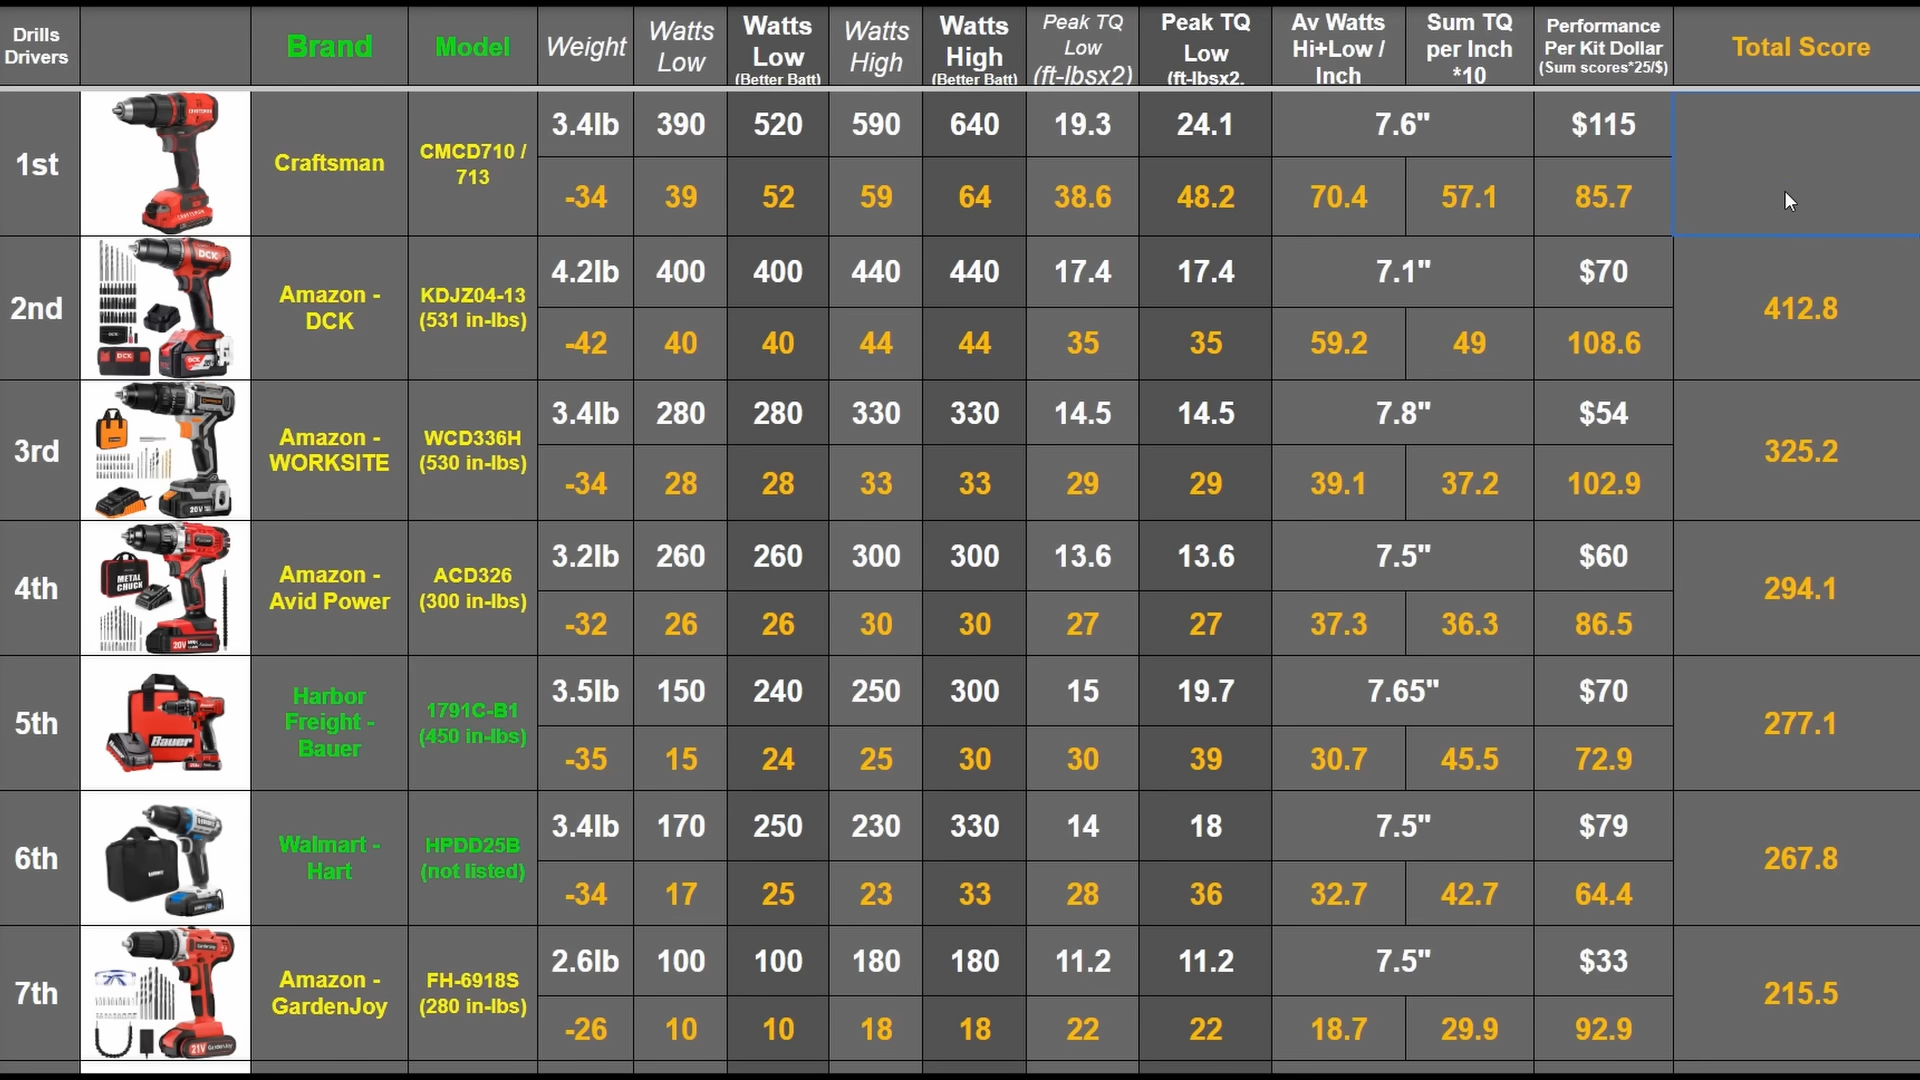 Drills
Drivers
Brand
Model
Weight
Watts
Low
Watts
Low
(Better Batt)
Watts
High
Watts
High
(Better Batt)
Peak TQ
Low
(ft-lbsx2)
Peak TQ
Low
(ft-lbsx2,
Av Watts
Hi+Low /
Inch
Sum TQ
per Inch
*10
Performance
Per Kit Dollar
(Sum scores*25/$)
Total Score
1st
Craftsman
CMCD710 /
713
3.4lb 390 520 590 640 19.3 24.1 7.6" $115
-34 39 52 59 64 38.6 48.2 70.4 57.1 85.7
2nd
Amazon -
DCK
KDJZ04-13
(531 in-lbs)
4.2lb 400 400 440 440 17.4 17.4 7.1" $70
-42 40 40 44 44 35 35 59.2 49 108.6
412.8
3rd
Amazon -
WORKSITE
WCD336H
(530 in-lbs)
3.4lb 280 280 330 330 14.5 14.5 7.8" $54
-34 28 28 33 33 29 29 39.1 37.2 102.9
325.2
4th
Amazon -
Avid Power
ACD326
(300 in-lbs)
3.2lb 260 260 300 300 13.6 13.6 7.5" $60
-32 26 26 30 30 27 27 37.3 36.3 86.5
294.1
5th
Harbor
Freight -
Bauer
1791C-B1
(450 in-lbs)
3.5lb 150 240 250 300 15 19.7 7.65" $70
-35 15 24 25 30 30 39 30.7 45.5 72.9
277.1
6th
Walmart -
Hart
HPDD25B
(not listed)
3.4lb 170 250 230 330 14 18 7.5" $79
-34 17 25 23 33 28 36 32.7 42.7 64.4
267.8
7th
Amazon -
GardenJoy
FH-6918S
(280 in-lbs)
2.6lb 100 100 180 180 11.2 11.2 7.5" $33
-26 10 10 18 18 22 22 18.7 29.9 92.9
215.5
CRAFTSMAN
DCK
DCK
20V
METAL
CHUCK
20V
Bauer
21V